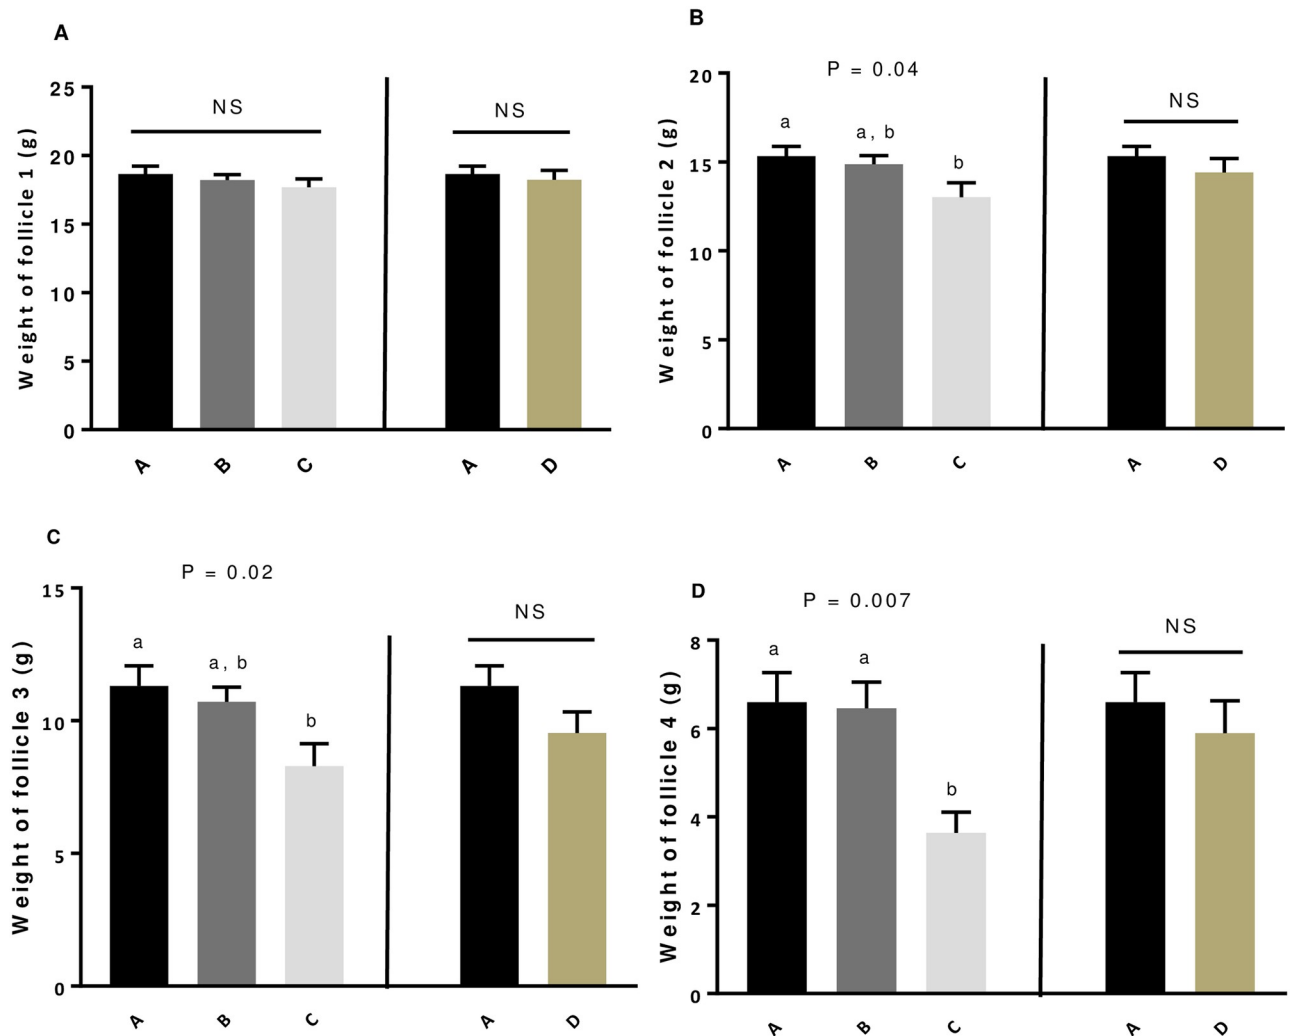 A
Weight of follicle 1 (g)
25
20
15
10
5
0
NS
NS
A
B
C
A
D
B
Weight of follicle 2 (g)
20
15
10
5
0
P = 0.04
a
a, b
b
NS
A
B
C
A
D
C
Weight of follicle 3 (g)
15
10
5
0
P = 0.02
a
a, b
b
NS
A
B
C
A
D
D
Weight of follicle 4 (g)
8
6
4
2
0
P = 0.007
a
a
b
NS
A
B
C
A
D